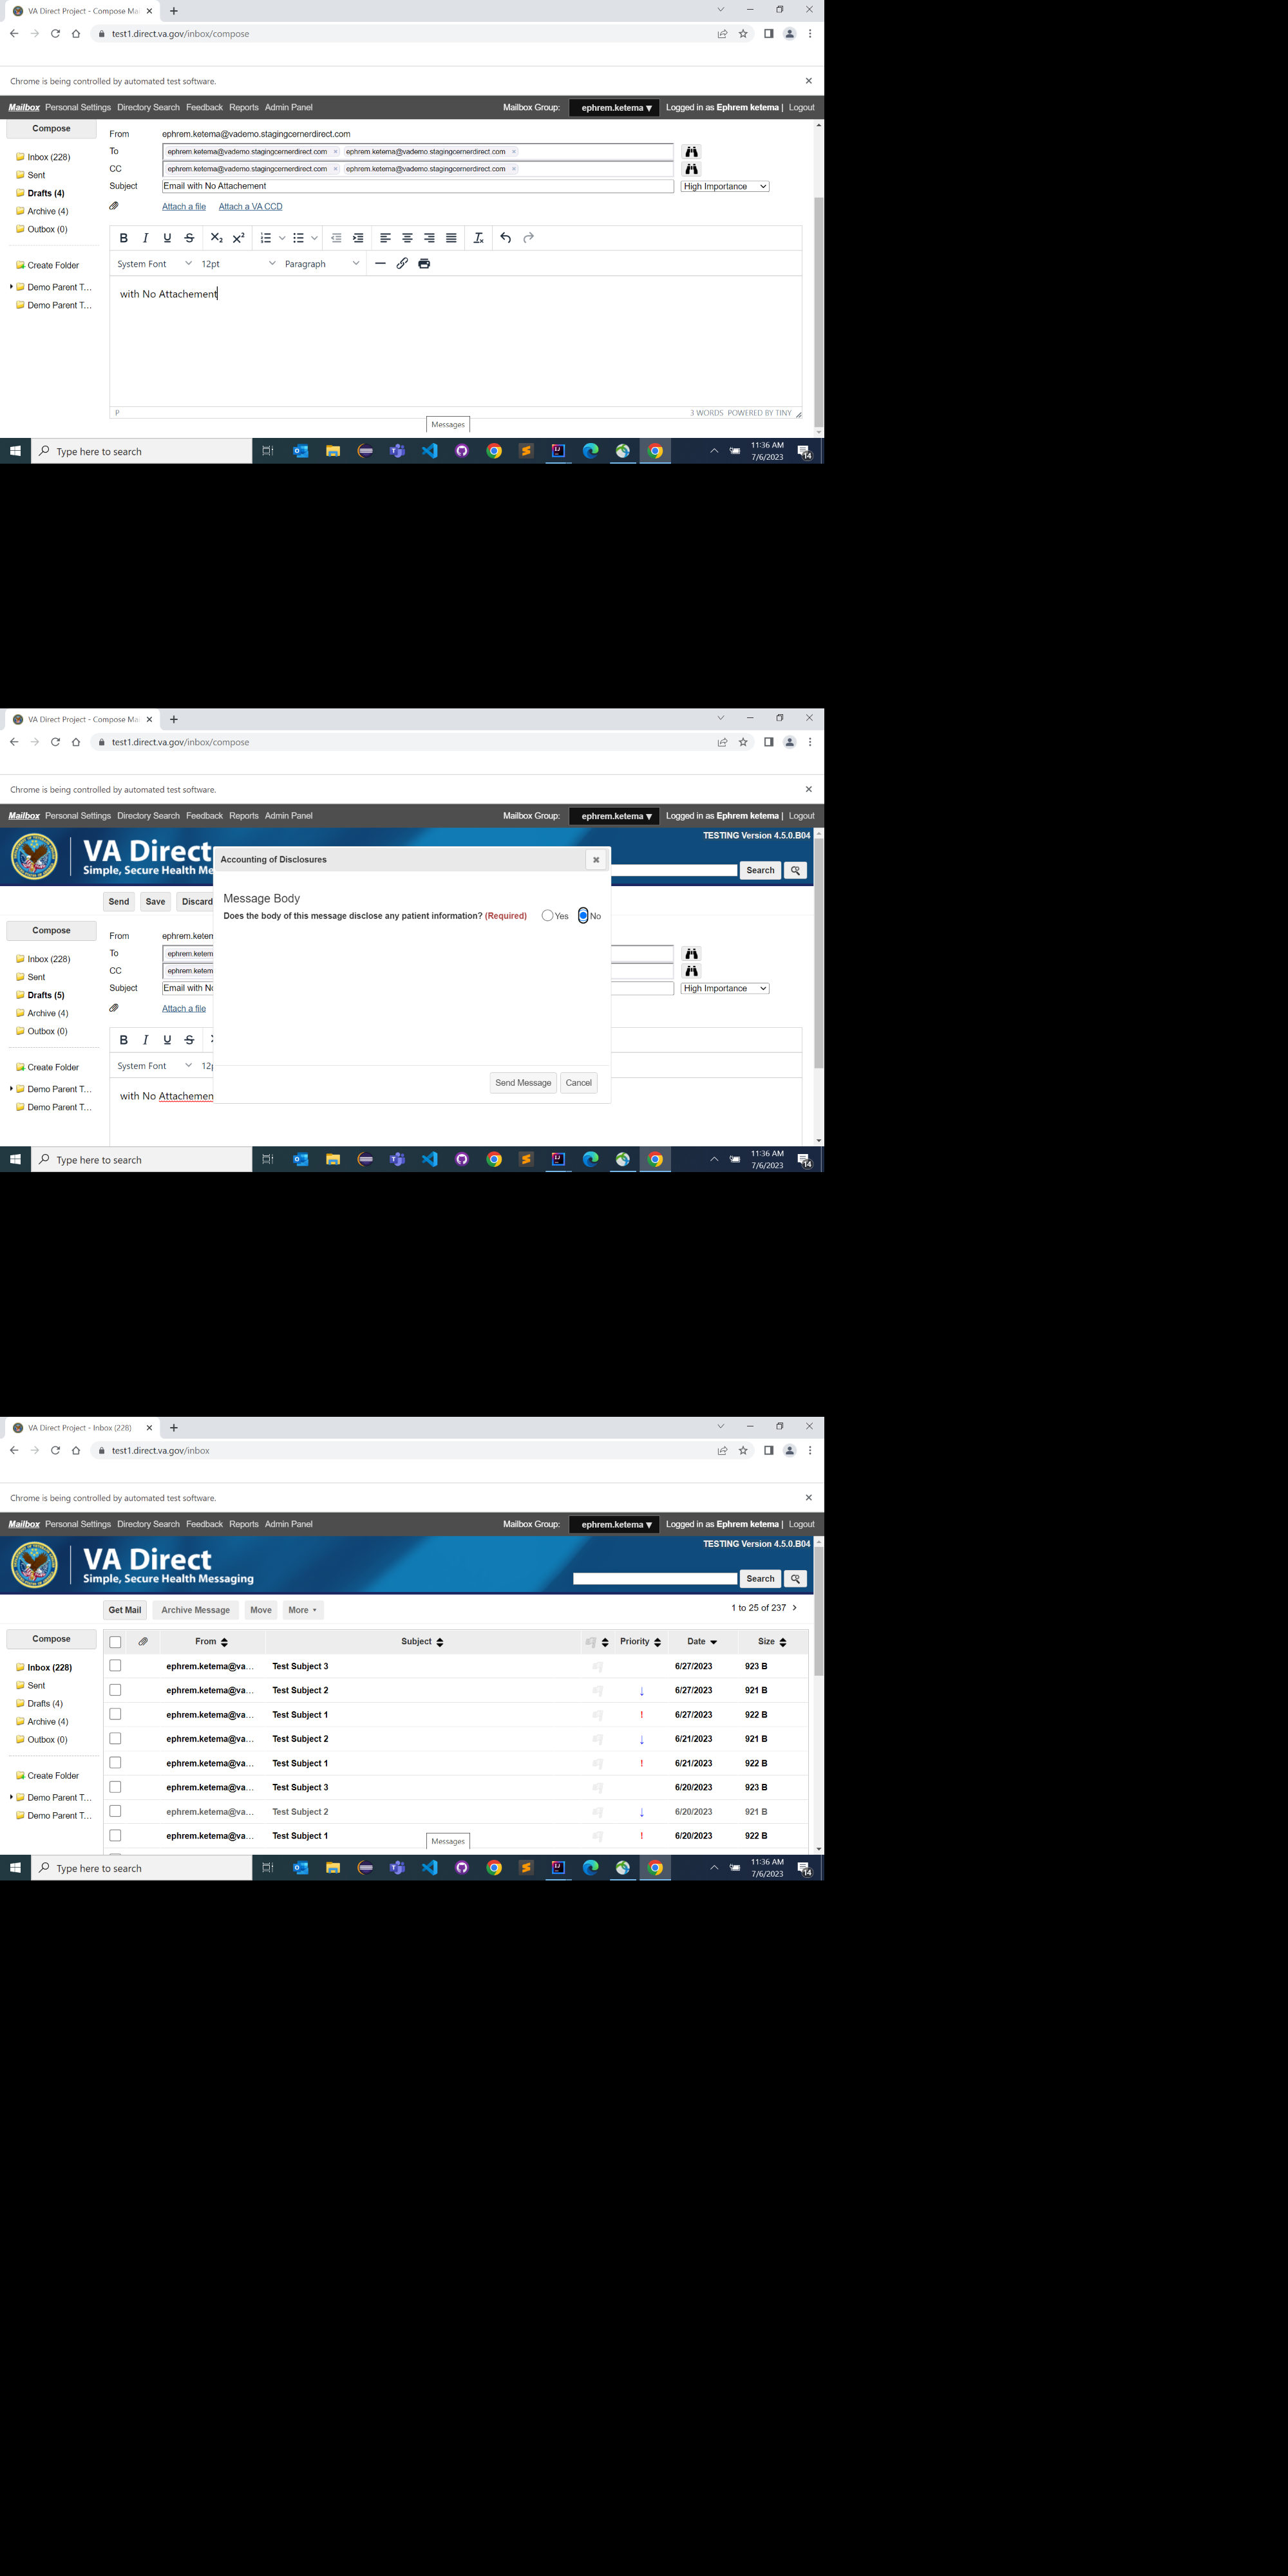 VA Direct Project - Compose Ma
test1.direct.va.gov/inbox/compose
Chrome is being controlled by automated test software.
Mailbox Personal Settings Directory Search Feedback Reports Admin Panel Mailbox Group: ephrem.ketema ▼ Logged in as Ephrem ketema | Logout
Compose
From ephrem.ketema@vademo.stagingcernerdirect.com
To ephrem.ketema@vademo.stagingcernerdirect.com × ephrem.ketema@vademo.stagingcernerdirect.com ×
Inbox (228)
CC ephrem.ketema@vademo.stagingcernerdirect.com × ephrem.ketema@vademo.stagingcernerdirect.com ×
Sent
Subject Email with No Attachement High Importance
Drafts (4)
Attach a file Attach a VA CCD
Archive (4)
Outbox (0)
B I U S X₂ X²
System Font 12pt Paragraph
Create Folder
Demo Parent T...
with No Attachement
Demo Parent T...
P 3 WORDS POWERED BY TINY
Messages
Type here to search
11:36 AM
7/6/2023
14
VA Direct Project - Compose Ma
test1.direct.va.gov/inbox/compose
Chrome is being controlled by automated test software.
Mailbox Personal Settings Directory Search Feedback Reports Admin Panel Mailbox Group: ephrem.ketema ▼ Logged in as Ephrem ketema | Logout
TESTING Version 4.5.0.B04
VA Direct
Simple, Secure Health Me
Search
Accounting of Disclosures
Message Body
Does the body of this message disclose any patient information? (Required) Yes No
Send Message Cancel
Send Save Discard
Compose
From ephrem.keter
To ephrem.ketem
Inbox (228)
CC ephrem.ketem
Sent
Subject Email with No High Importance
Drafts (5)
Attach a file
Archive (4)
Outbox (0)
B I U S
System Font 12p
Create Folder
Demo Parent T...
with No Attachemen
Demo Parent T...
Type here to search
11:36 AM
7/6/2023
14
VA Direct Project - Inbox (228)
test1.direct.va.gov/inbox
Chrome is being controlled by automated test software.
Mailbox Personal Settings Directory Search Feedback Reports Admin Panel Mailbox Group: ephrem.ketema ▼ Logged in as Ephrem ketema | Logout
TESTING Version 4.5.0.B04
VA Direct
Simple, Secure Health Messaging
Search
Get Mail Archive Message Move More 1 to 25 of 237
Compose
Inbox (228)
Sent
Drafts (4)
Archive (4)
Outbox (0)
Create Folder
Demo Parent T...
Demo Parent T...
From Subject Priority Date Size
ephrem.ketema@va... Test Subject 3 6/27/2023 923 B
ephrem.ketema@va... Test Subject 2 ↓ 6/27/2023 921 B
ephrem.ketema@va... Test Subject 1 ! 6/27/2023 922 B
ephrem.ketema@va... Test Subject 2 ↓ 6/21/2023 921 B
ephrem.ketema@va... Test Subject 1 ! 6/21/2023 922 B
ephrem.ketema@va... Test Subject 3 6/20/2023 923 B
ephrem.ketema@va... Test Subject 2 ↓ 6/20/2023 921 B
ephrem.ketema@va... Test Subject 1 ! 6/20/2023 922 B
Messages
Type here to search
11:36 AM
7/6/2023
14